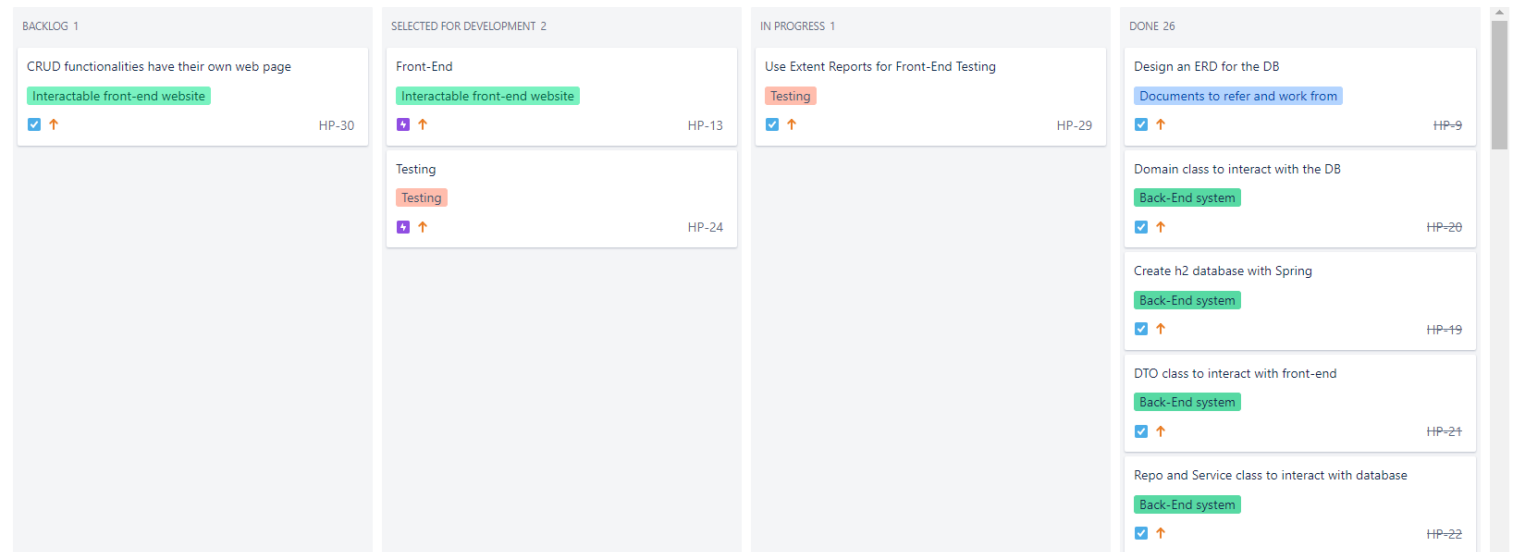 BACKLOG 1
CRUD functionalities have their own web page
Interactable front-end website
HP-30
SELECTED FOR DEVELOPMENT 2
Front-End
Interactable front-end website
HP-13
Testing
Testing
HP-24
IN PROGRESS 1
Use Extent Reports for Front-End Testing
Testing
HP-29
DONE 26
Design an ERD for the DB
Documents to refer and work from
HP-9
Domain class to interact with the DB
Back-End system
HP-20
Create h2 database with Spring
Back-End system
HP-19
DTO class to interact with front-end
Back-End system
HP-21
Repo and Service class to interact with database
Back-End system
HP-22